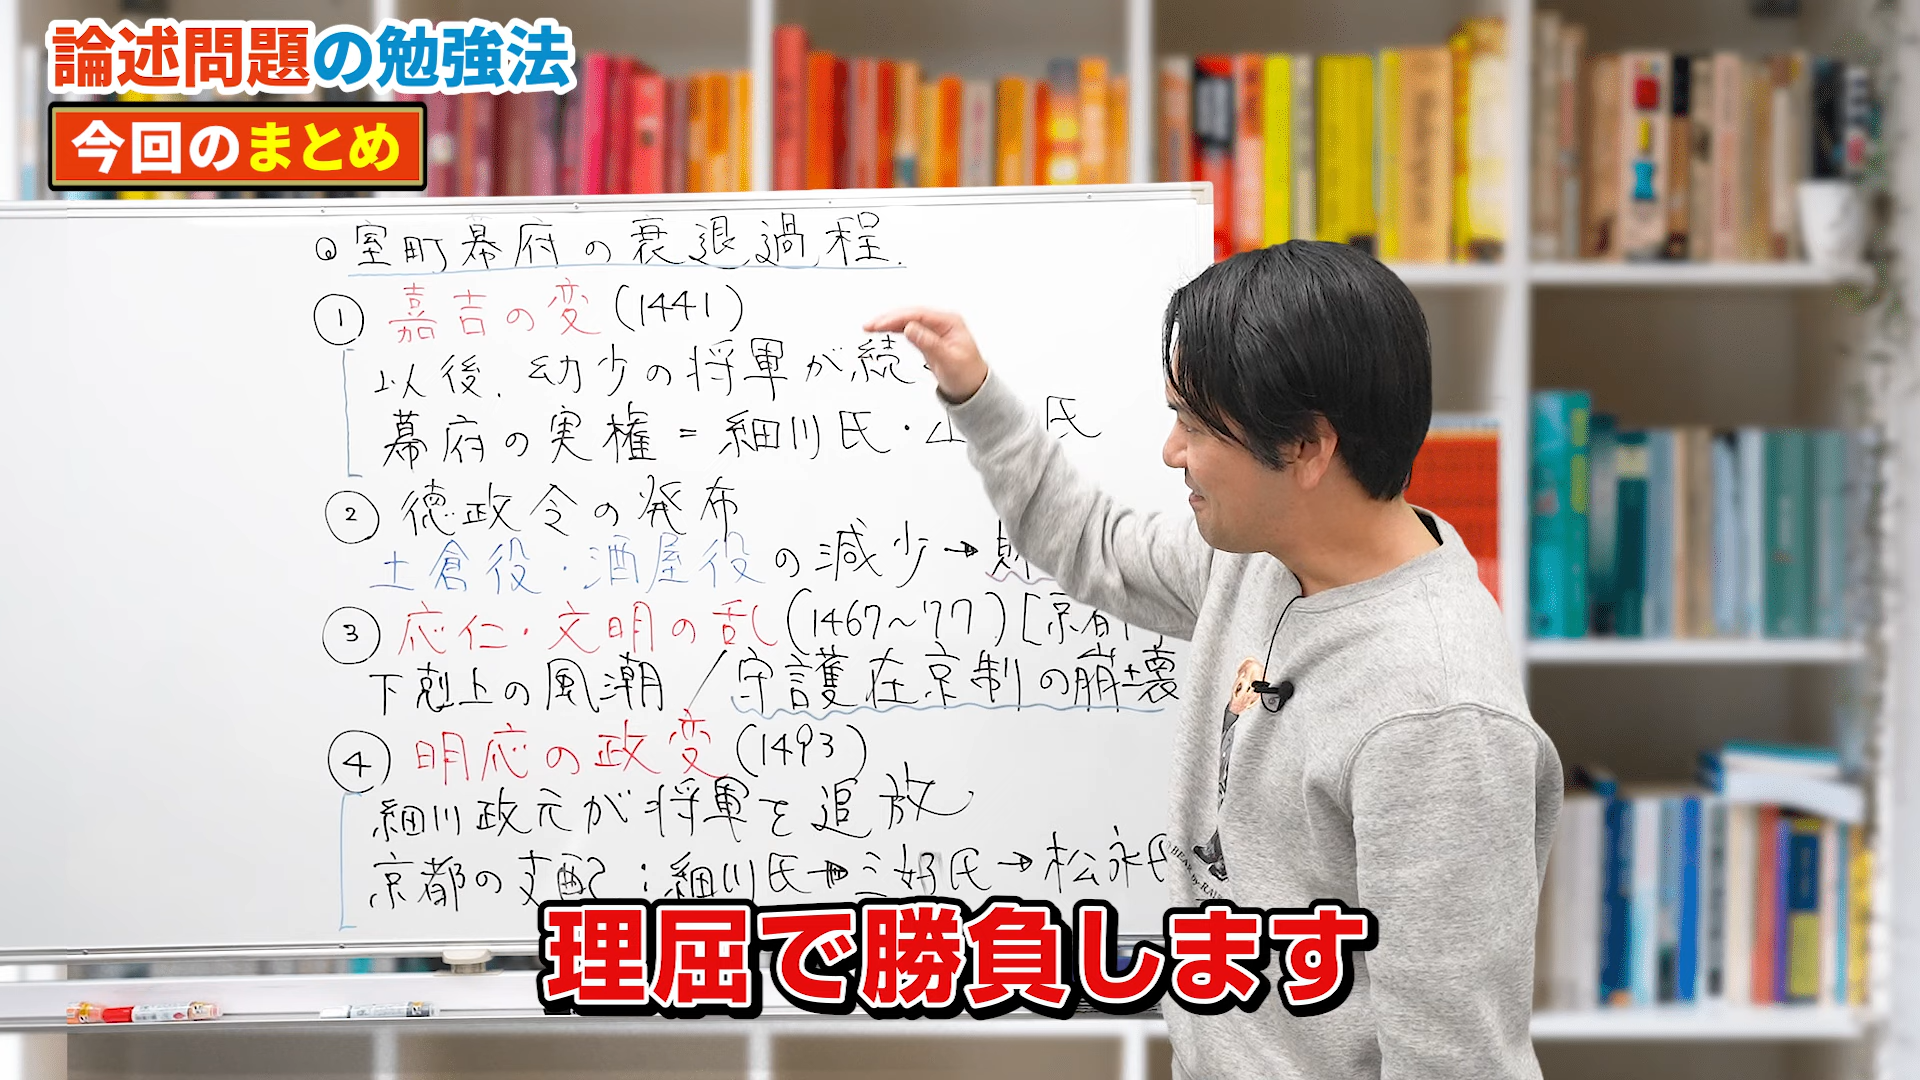 論述問題の勉強法
今回のまとめ
室町幕府の衰退過程.
① 嘉吉の変(1441)
以後、幼少の将軍が続
幕府の実権=細川氏・ 氏
② 徳政令の発布
土倉役・酒屋役の減少→財
③ 応仁・文明の乱(1467~77)[京都
下剋上の風潮/守護在京制の崩壊
④ 明応の政変(1493)
細川政元が将軍を追放
京都の支配:細川氏→三好氏→松永氏
理屈で勝負します